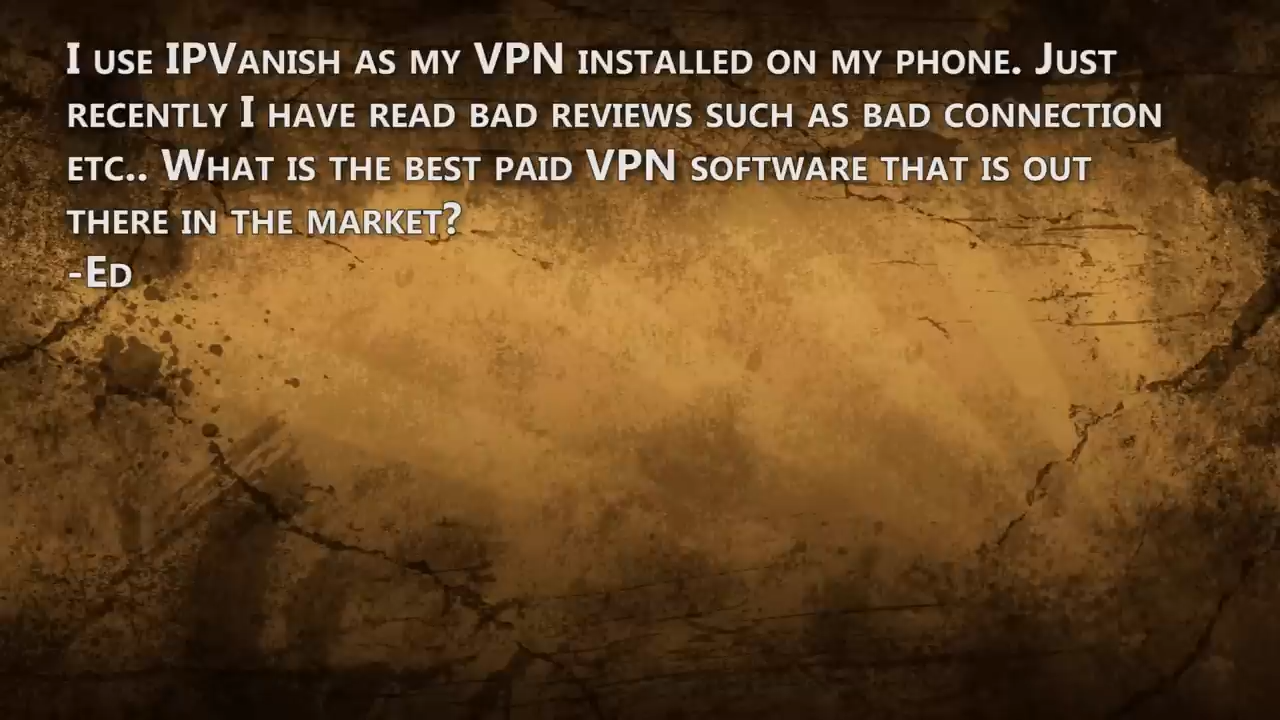 I use IPVanish as my VPN installed on my phone. Just
recently I have read bad reviews such as bad connection
etc.. What is the best paid VPN software that is out
there in the market?
-Ed